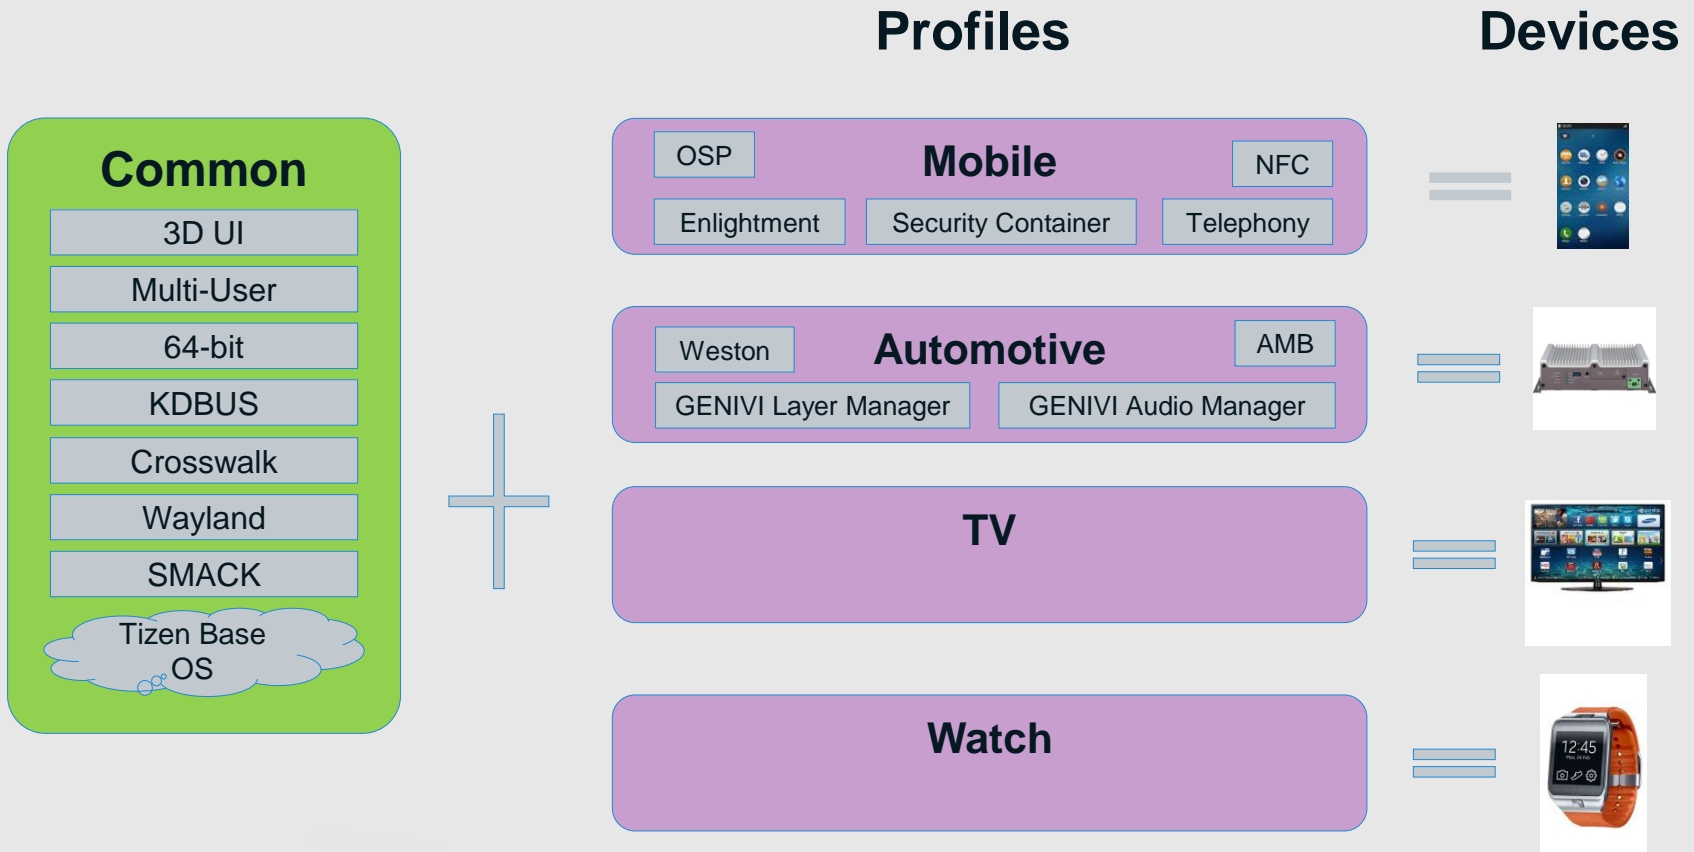 Profiles
Devices
Common
3D UI
Multi-User
64-bit
KDBUS
Crosswalk
Wayland
SMACK
Tizen Base
OS
OSP
Mobile
NFC
Enlightment
Security Container
Telephony
Weston
Automotive
AMB
GENIVI Layer Manager
GENIVI Audio Manager
TV
Watch
12:45